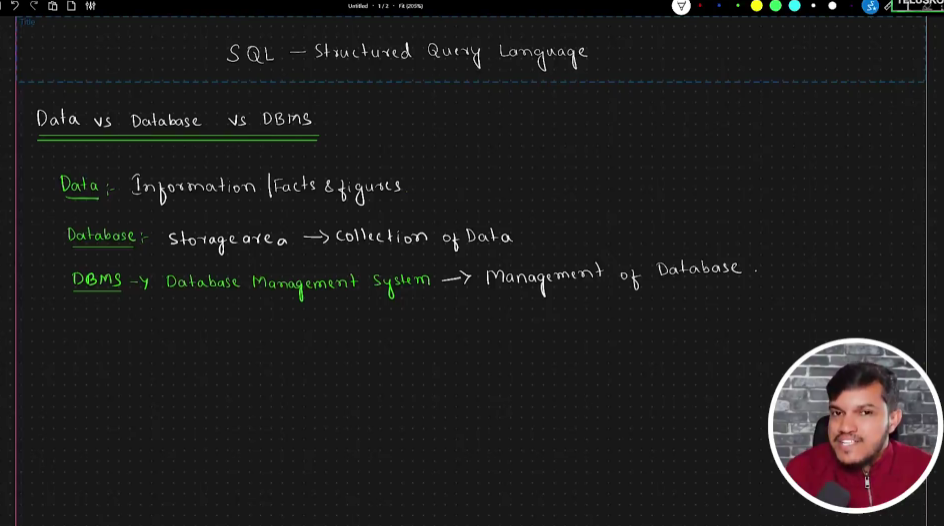 Untitled • 1 / 2 • Fit (205%)
TELUSKO
Title
SQL — Structured Query Language
Data vs Database vs DBMS
Data :- Information / Facts & figures
Database :- Storage area → Collection of Data
DBMS → Database Management System → Management of Database .